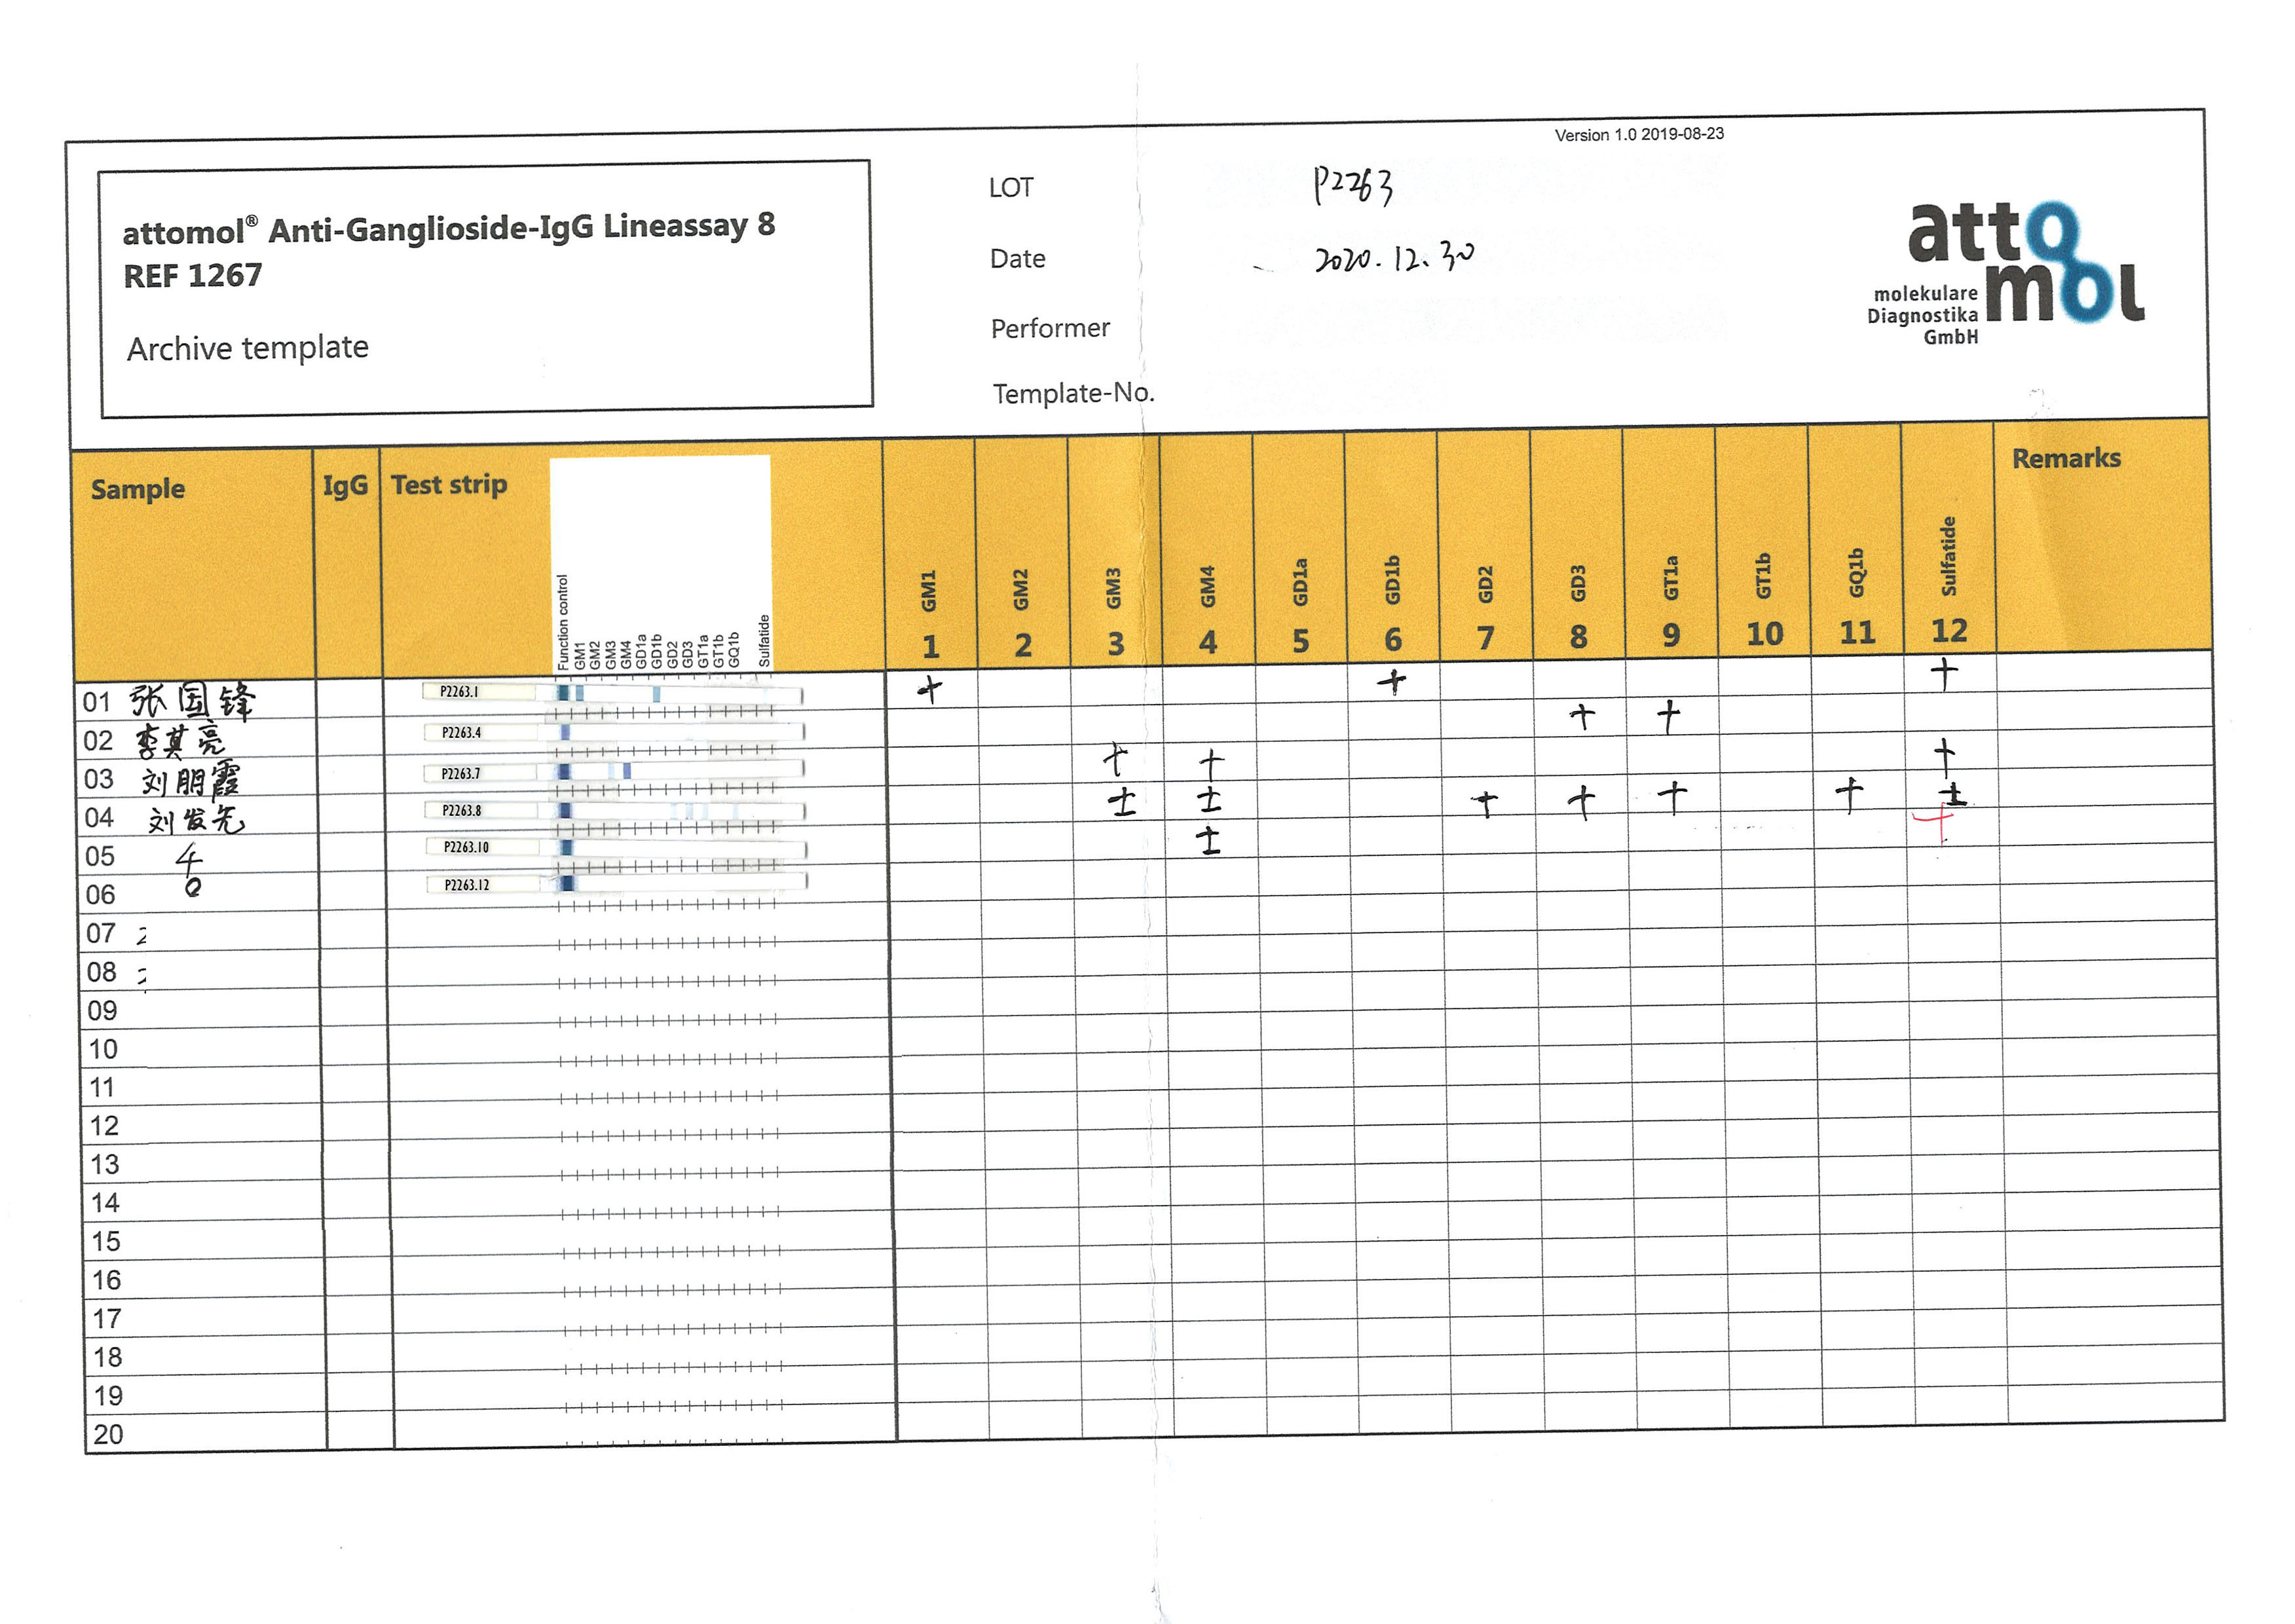 Version 1.0 2019-08-23
attomol® Anti-Ganglioside-IgG Lineassay 8
REF 1267
Archive template
LOT P2263
Date 2020.12.30
Performer
Template-No.
atto
mol
molekulare
Diagnostika
GmbH
Sample IgG Test strip Remarks
Function control GM1 GM2 GM3 GM4 GD1a GD1b GD2 GD3 GT1a GT1b GQ1b Sulfatide
GM1 GM2 GM3 GM4 GD1a GD1b GD2 GD3 GT1a GT1b GQ1b Sulfatide
1 2 3 4 5 6 7 8 9 10 11 12
01 张国锋 P2263.1 + + +
02 李其亮 P2263.4 + +
03 刘朋霞 P2263.7 + + +
04 刘发先 P2263.8 ± ± + + + + ±
05 P2263.10 ± +
06 P2263.12
07
08
09
10
11
12
13
14
15
16
17
18
19
20